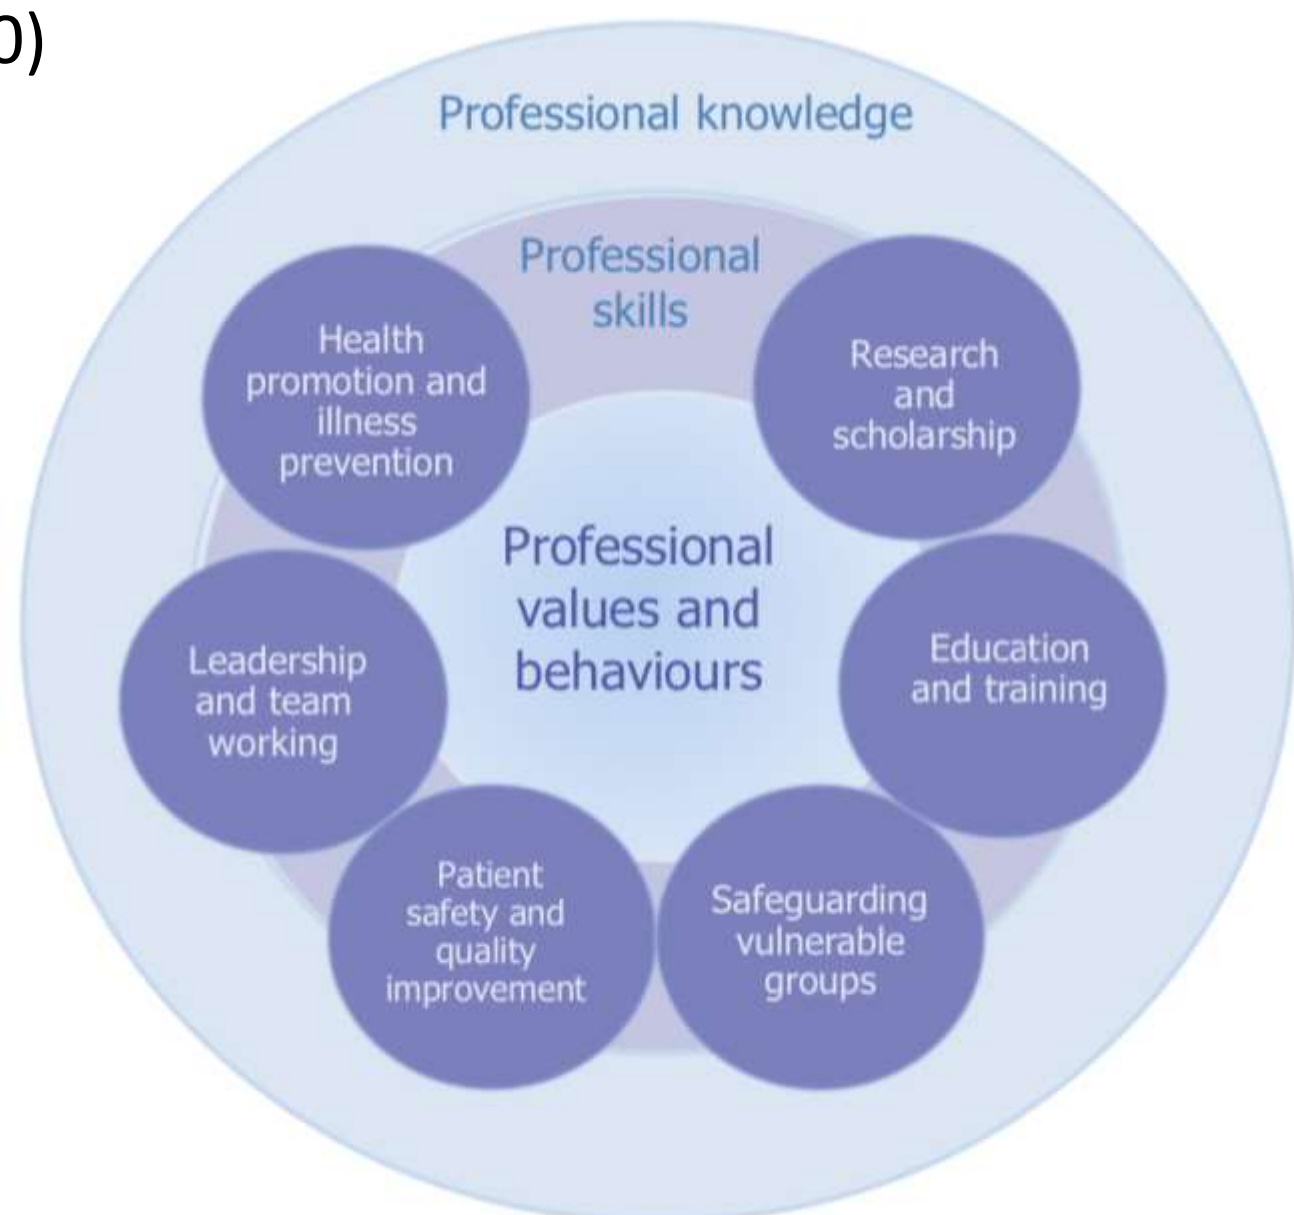 0)
Professional knowledge
Professional
skills
Health
promotion and
illness
prevention
Research
and
scholarship
Professional
values and
behaviours
Leadership
and team
working
Education
and training
Patient
safety and
quality
improvement
Safeguarding
vulnerable
groups